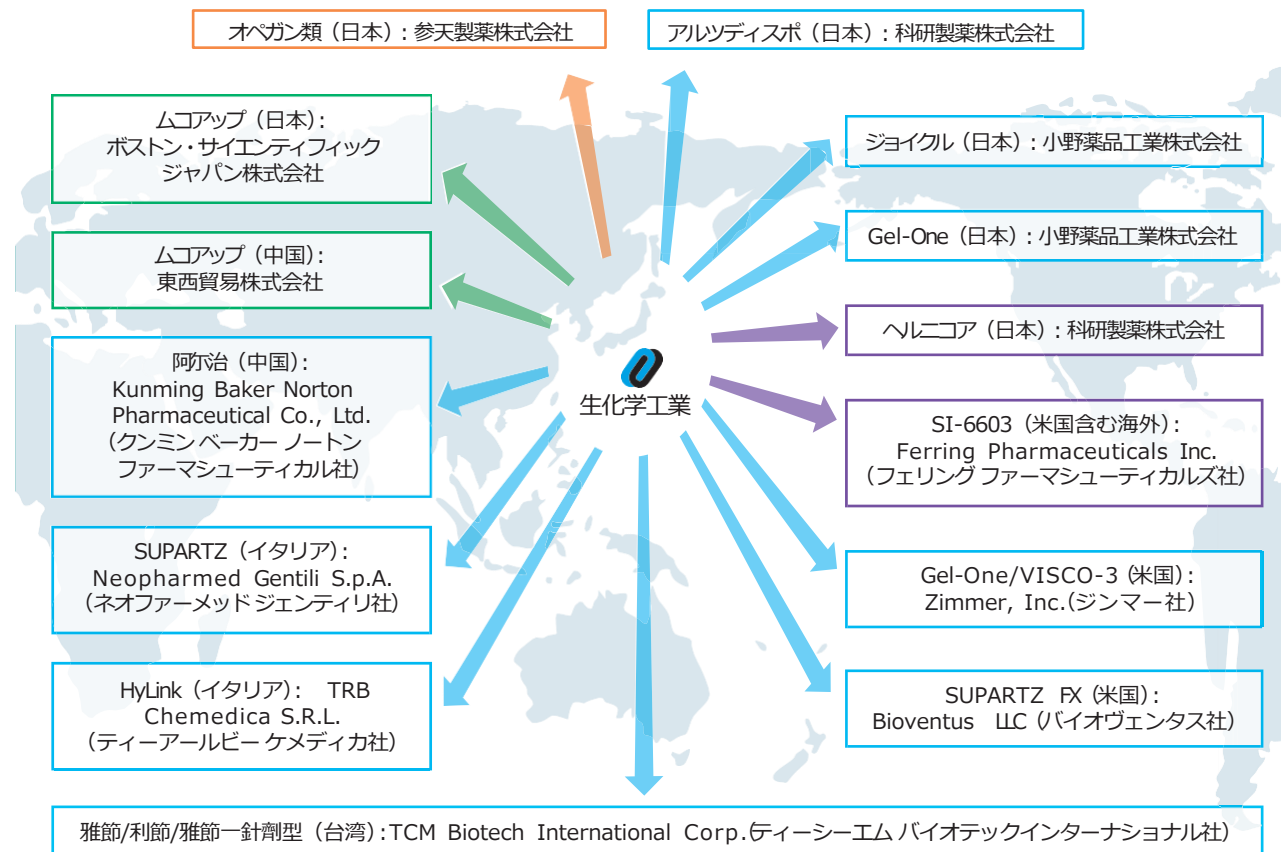 オペガン類（日本）: 参天製薬株式会社
アルツディスポ（日本）: 科研製薬株式会社
ムコアップ（日本）:
ボストン・サイエンティフィック
ジャパン株式会社
ムコアップ（中国）:
東西貿易株式会社
阿尔治（中国）:
Kunming Baker Norton
Pharmaceutical Co., Ltd.
（クンミン ベーカー ノートン
ファーマシューティカル社）
SUPARTZ（イタリア）:
Neopharmed Gentili S.p.A.
（ネオファーメッド ジェンティリ社）
HyLink（イタリア）: TRB
Chemedica S.R.L.
（ティーアールビー ケメディカ社）
生化学工業
ジョイクル（日本）: 小野薬品工業株式会社
Gel-One（日本）: 小野薬品工業株式会社
ヘルニコア（日本）: 科研製薬株式会社
SI-6603（米国含む海外）:
Ferring Pharmaceuticals Inc.
（フェリング ファーマシューティカルズ社）
Gel-One/VISCO-3（米国）:
Zimmer, Inc.（ジンマー社）
SUPARTZ FX（米国）:
Bioventus LLC（バイオヴェンタス社）
雅節/利節/雅節一針劑型（台湾）: TCM Biotech International Corp.（ティーシーエム バイオテックインターナショナル社）